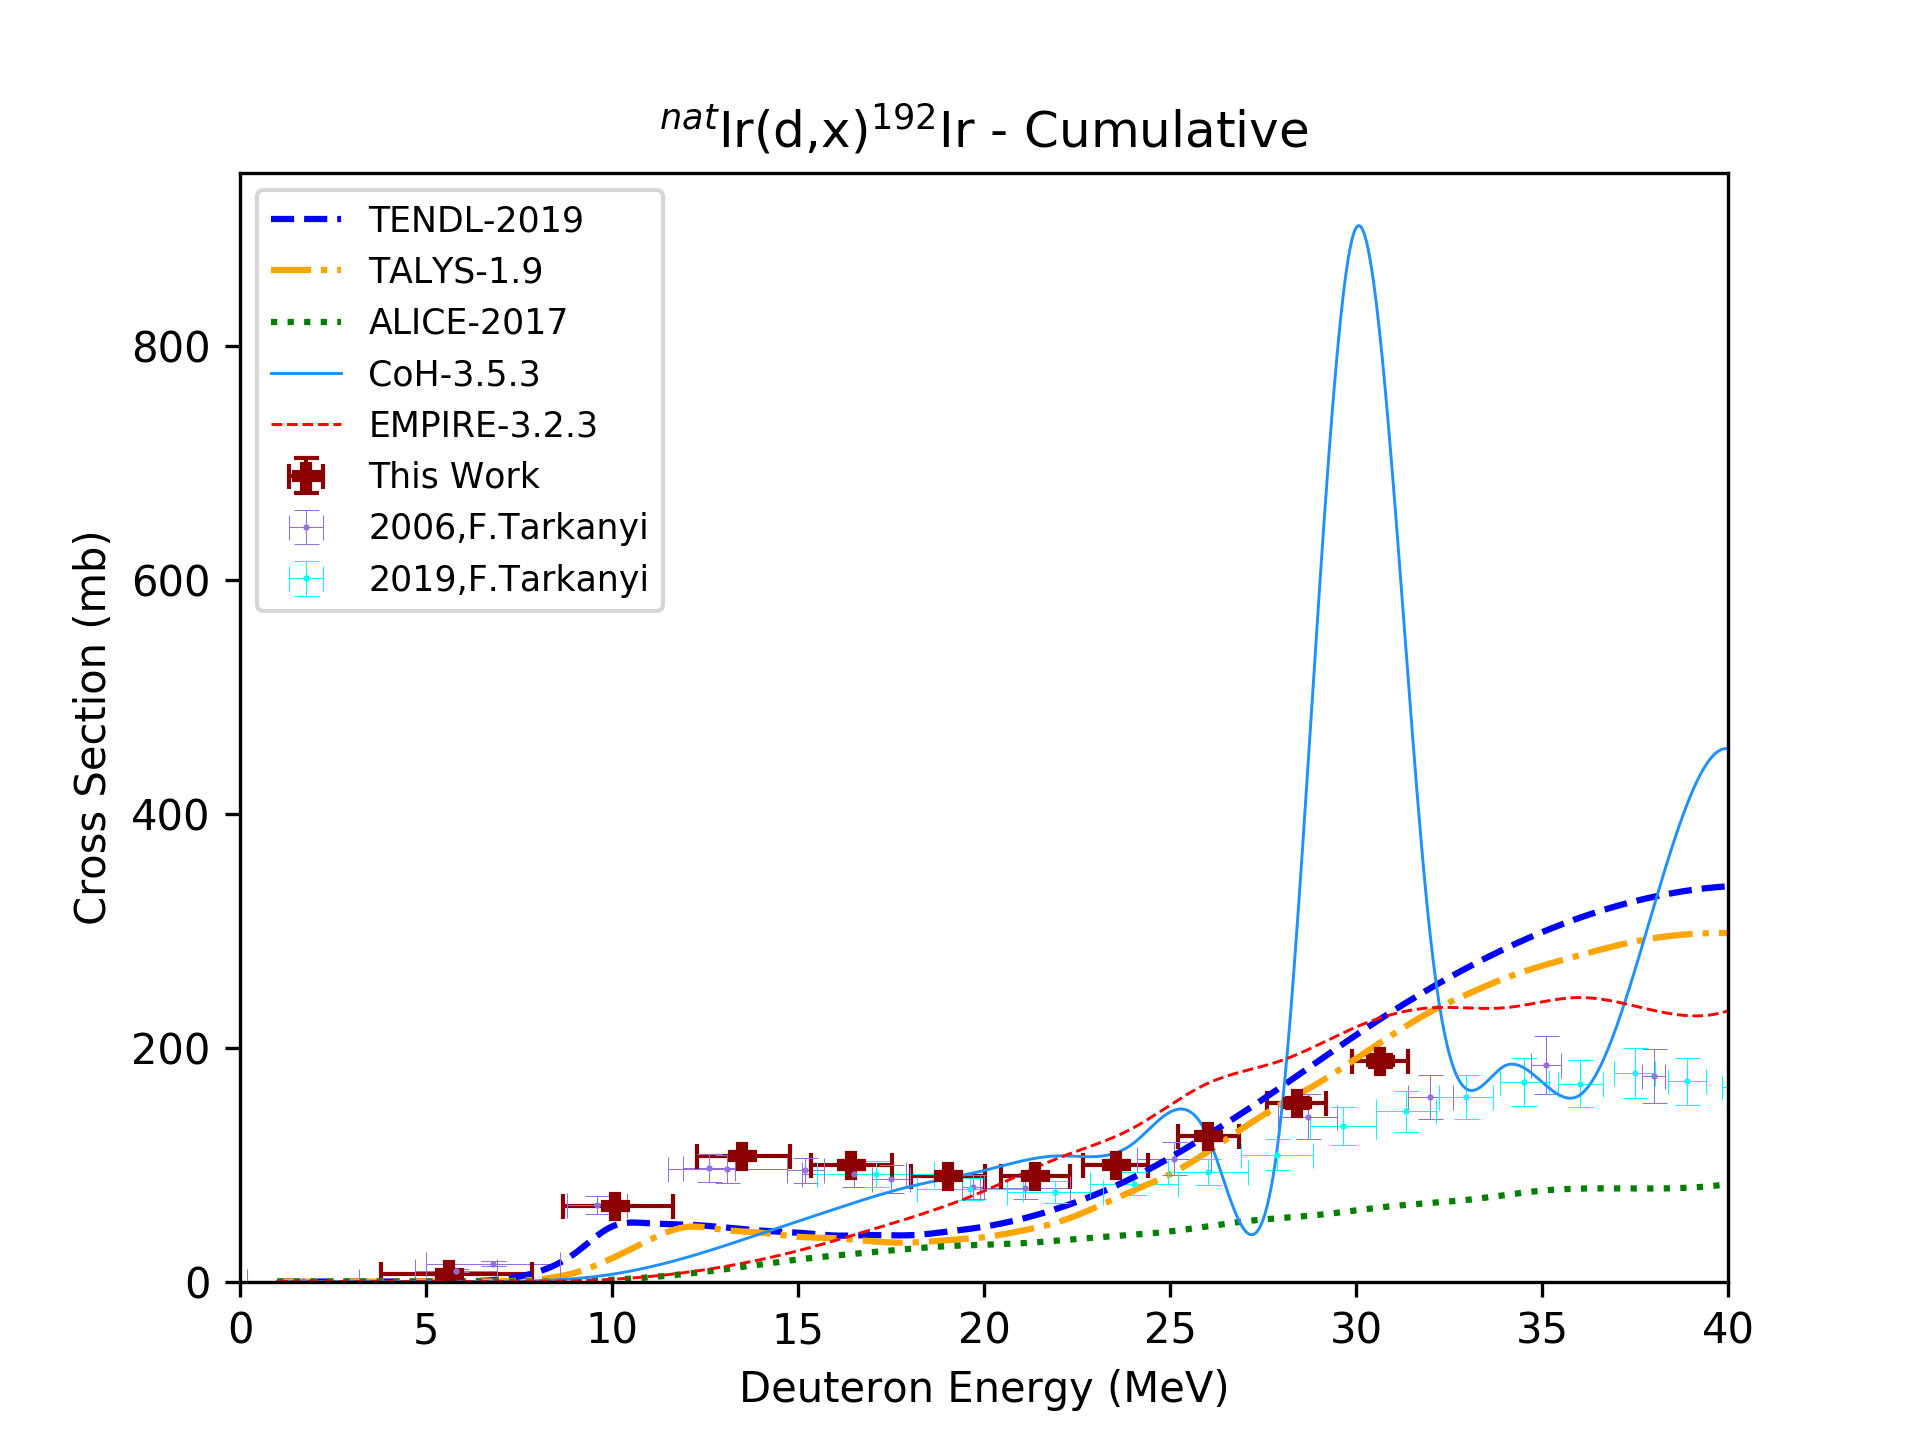 natIr(d,x)192Ir - Cumulative
TENDL-2019
TALYS-1.9
ALICE-2017
CoH-3.5.3
EMPIRE-3.2.3
This Work
2006,F.Tarkanyi
2019,F.Tarkanyi
Cross Section (mb)
800
600
400
200
0
0 5 10 15 20 25 30 35 40
Deuteron Energy (MeV)